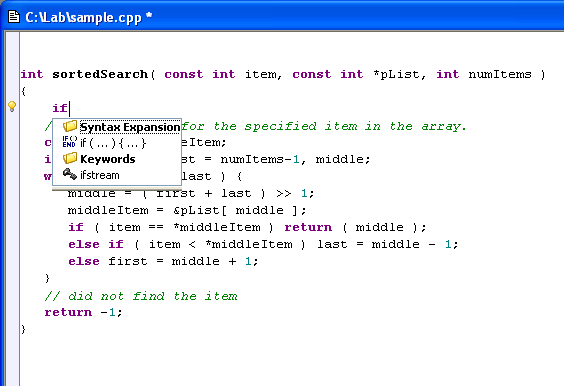 C:\Lab\sample.cpp *
int sortedSearch( const int item, const int *pList, int numItems )
{
if
/ for the specified item in the array.
Syntax Expansion
c leItem;
IF() END if ( ... ) { ... }
i st = numItems-1, middle;
Keywords
w last ) {
ifstream
middle = ( first + last ) >> 1;
middleItem = &pList[ middle ];
if ( item == *middleItem ) return ( middle );
else if ( item < *middleItem ) last = middle - 1;
else first = middle + 1;
}
// did not find the item
return -1;
}